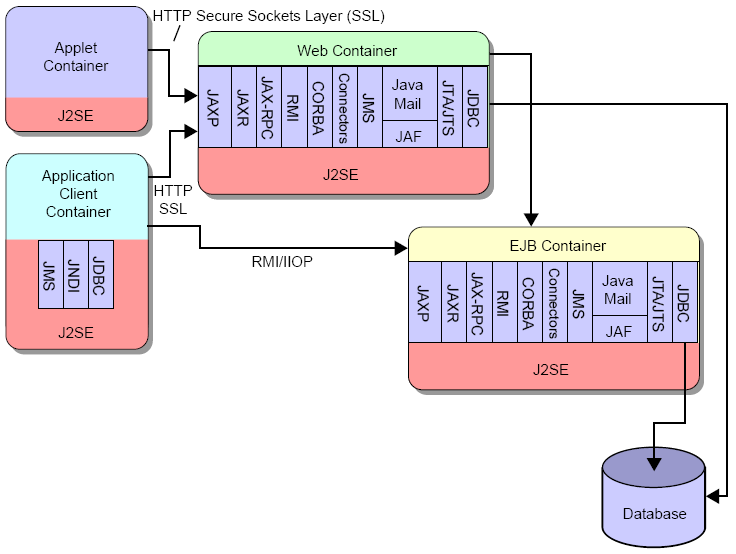 HTTP Secure Sockets Layer (SSL)
Applet
Container
J2SE
Web Container
JAXP
JAXR
JAX-RPC
RMI
CORBA
Connectors
JMS
Java
Mail
JAF
JTA/JTS
JDBC
J2SE
Application
Client
Container
JMS
JNDI
JDBC
J2SE
HTTP
SSL
RMI/IIOP
EJB Container
JAXP
JAXR
JAX-RPC
RMI
CORBA
Connectors
JMS
Java
Mail
JAF
JTA/JTS
JDBC
J2SE
Database